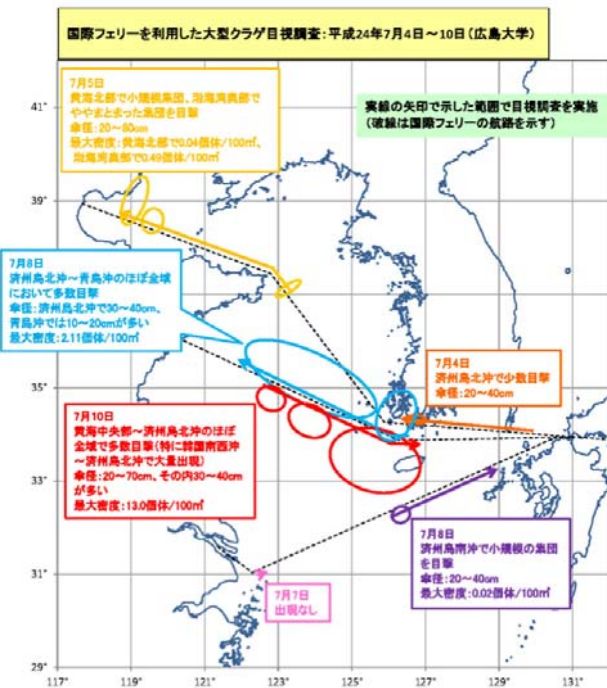 国際フェリーを利用した大型クラゲ目視調査：平成24年7月4日～10日（広島大学）
実線の矢印で示した範囲で目視調査を実施
（破線は国際フェリーの航路を示す）
7月5日
黄海北部で小規模集団、渤海湾奥部で
ややまとまった集団を目撃
傘径：20～60cm
最大密度：黄海北部で0.04個体/100㎡、
渤海湾奥部で0.49個体/100㎡
7月8日
済州島北沖～青島沖のほぼ全域
において多数目撃
傘径：済州島北沖で30～40cm、
青島沖では10～20cmが多い
最大密度：2.11個体/100㎡
7月4日
済州島北沖で少数目撃
傘径：20～40cm
7月10日
黄海中央部～済州島北沖のほぼ
全域で多数目撃（特に韓国南西沖
～済州島北沖で大量出現）
傘径：20～70cm、その内30～40cm
が多い
最大密度：13.0個体/100㎡
7月8日
済州島南沖で小規模の集団
を目撃
傘径：20～40cm
最大密度：0.02個体/100㎡
7月7日
出現なし
41°
39°
35°
33°
31°
29°
117° 119° 121° 123° 125° 127° 129° 131°